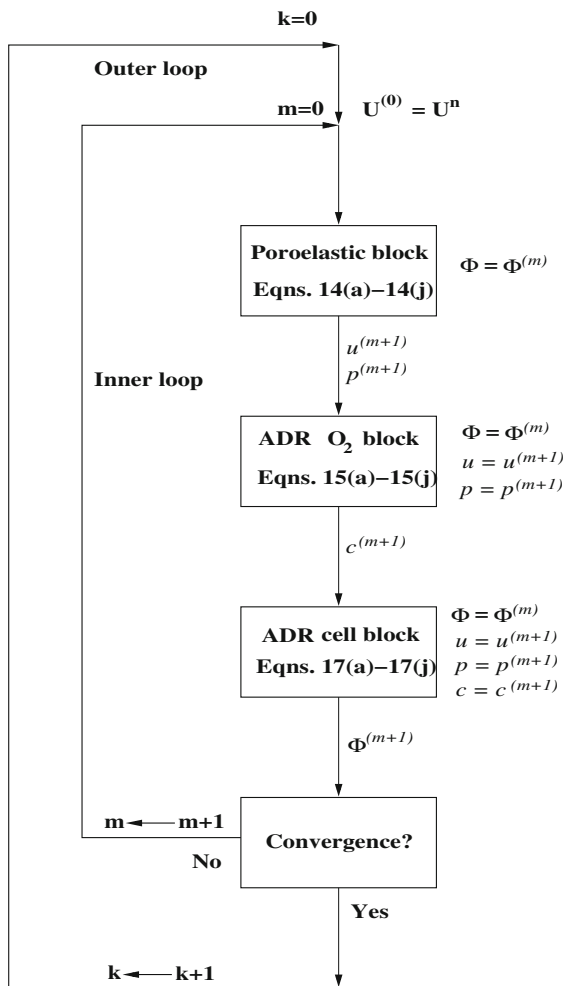 k=0
Outer loop
m=0
U^(0) = U^n
Poroelastic block
Eqns. 14(a)−14(j)
Φ = Φ^(m)
u^(m+1)
p^(m+1)
Inner loop
ADR O₂ block
Eqns. 15(a)−15(j)
Φ = Φ^(m)
u = u^(m+1)
p = p^(m+1)
c^(m+1)
ADR cell block
Eqns. 17(a)−17(j)
Φ = Φ^(m)
u = u^(m+1)
p = p^(m+1)
c = c^(m+1)
Φ^(m+1)
m ← m+1
No
Convergence?
Yes
k ← k+1